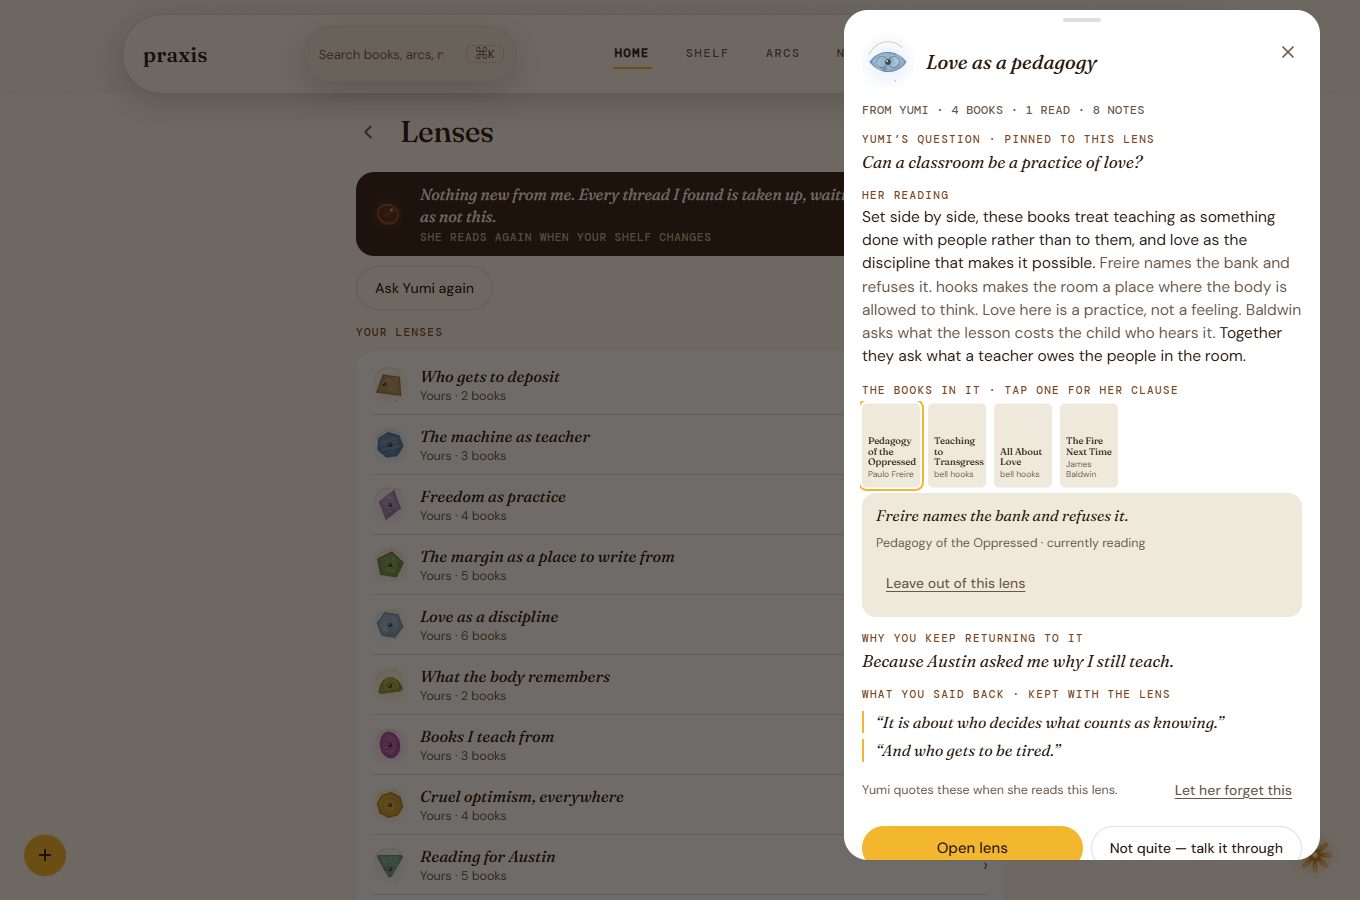 praxis
Search books, arcs, n
⌘K
HOME
SHELF
ARCS
N
Lenses
Nothing new from me. Every thread I found is taken up, waiti
as not this.
SHE READS AGAIN WHEN YOUR SHELF CHANGES
Ask Yumi again
YOUR LENSES
Who gets to deposit
Yours · 2 books
The machine as teacher
Yours · 3 books
Freedom as practice
Yours · 4 books
The margin as a place to write from
Yours · 5 books
Love as a discipline
Yours · 6 books
What the body remembers
Yours · 2 books
Books I teach from
Yours · 3 books
Cruel optimism, everywhere
Yours · 4 books
Reading for Austin
Yours · 5 books
Love as a pedagogy
FROM YUMI · 4 BOOKS · 1 READ · 8 NOTES
YUMI'S QUESTION · PINNED TO THIS LENS
Can a classroom be a practice of love?
HER READING
Set side by side, these books treat teaching as something
done with people rather than to them, and love as the
discipline that makes it possible. Freire names the bank and
refuses it. hooks makes the room a place where the body is
allowed to think. Love here is a practice, not a feeling. Baldwin
asks what the lesson costs the child who hears it. Together
they ask what a teacher owes the people in the room.
THE BOOKS IN IT · TAP ONE FOR HER CLAUSE
Pedagogy
of the
Oppressed
Paulo Freire
Teaching
to
Transgress
bell hooks
All About
Love
bell hooks
The Fire
Next Time
James
Baldwin
Freire names the bank and refuses it.
Pedagogy of the Oppressed · currently reading
Leave out of this lens
WHY YOU KEEP RETURNING TO IT
Because Austin asked me why I still teach.
WHAT YOU SAID BACK · KEPT WITH THE LENS
“It is about who decides what counts as knowing.”
“And who gets to be tired.”
Yumi quotes these when she reads this lens.
Let her forget this
Open lens
Not quite — talk it through